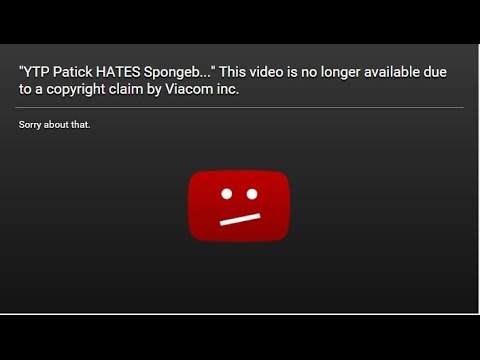 "YTP Patick HATES Spongeb..." This video is no longer available due
to a copyright claim by Viacom inc.
Sorry about that.